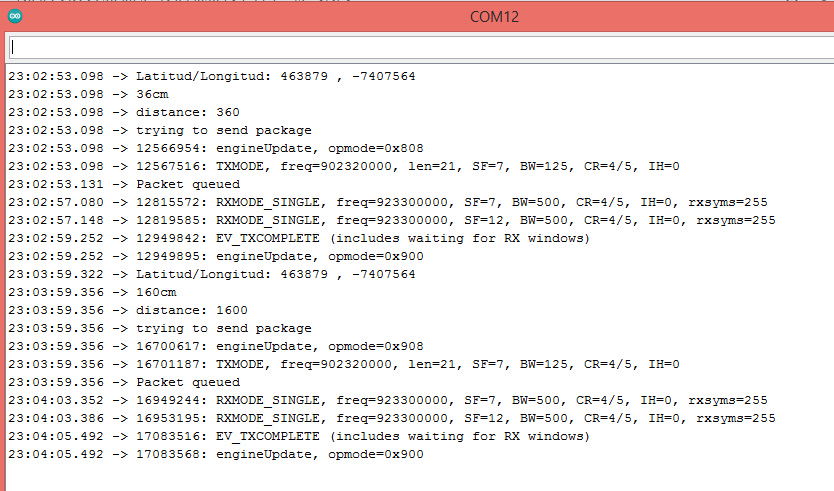 COM12
23:02:53.098 -> Latitud/Longitud: 463879 , -7407564
23:02:53.098 -> 36cm
23:02:53.098 -> distance: 360
23:02:53.098 -> trying to send package
23:02:53.098 -> 12566954: engineUpdate, opmode=0x808
23:02:53.098 -> 12567516: TXMODE, freq=902320000, len=21, SF=7, BW=125, CR=4/5, IH=0
23:02:53.131 -> Packet queued
23:02:57.080 -> 12815572: RXMODE_SINGLE, freq=923300000, SF=7, BW=500, CR=4/5, IH=0, rxsyms=255
23:02:57.148 -> 12819585: RXMODE_SINGLE, freq=923300000, SF=12, BW=500, CR=4/5, IH=0, rxsyms=255
23:02:59.252 -> 12949842: EV_TXCOMPLETE (includes waiting for RX windows)
23:02:59.252 -> 12949895: engineUpdate, opmode=0x900
23:03:59.322 -> Latitud/Longitud: 463879 , -7407564
23:03:59.356 -> 160cm
23:03:59.356 -> distance: 1600
23:03:59.356 -> trying to send package
23:03:59.356 -> 16700617: engineUpdate, opmode=0x908
23:03:59.356 -> 16701187: TXMODE, freq=902320000, len=21, SF=7, BW=125, CR=4/5, IH=0
23:03:59.356 -> Packet queued
23:04:03.352 -> 16949244: RXMODE_SINGLE, freq=923300000, SF=7, BW=500, CR=4/5, IH=0, rxsyms=255
23:04:03.386 -> 16953195: RXMODE_SINGLE, freq=923300000, SF=12, BW=500, CR=4/5, IH=0, rxsyms=255
23:04:05.492 -> 17083516: EV_TXCOMPLETE (includes waiting for RX windows)
23:04:05.492 -> 17083568: engineUpdate, opmode=0x900